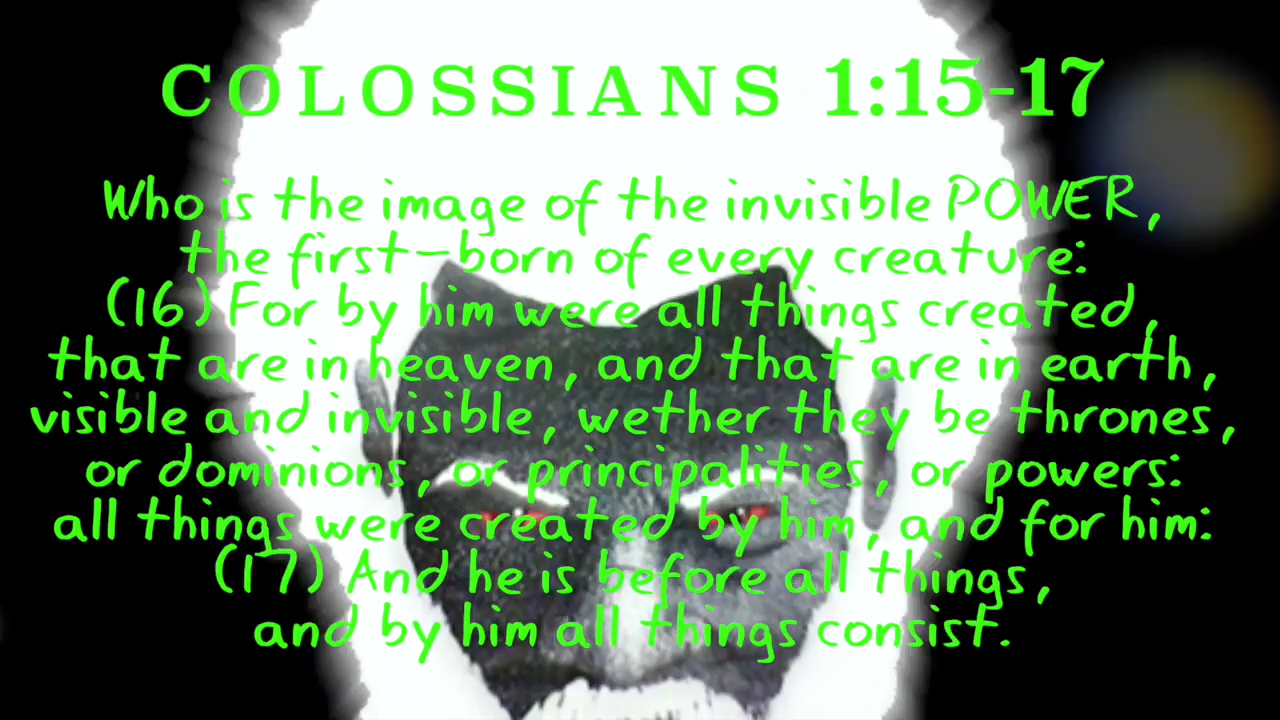 COLOSSIANS 1:15-17
Who is the image of the invisible POWER,
the first-born of every creature:
(16) For by him were all things created,
that are in heaven, and that are in earth,
visible and invisible, wether they be thrones,
or dominions, or principalities, or powers:
all things were created by him, and for him:
(17) And he is before all things,
and by him all things consist.